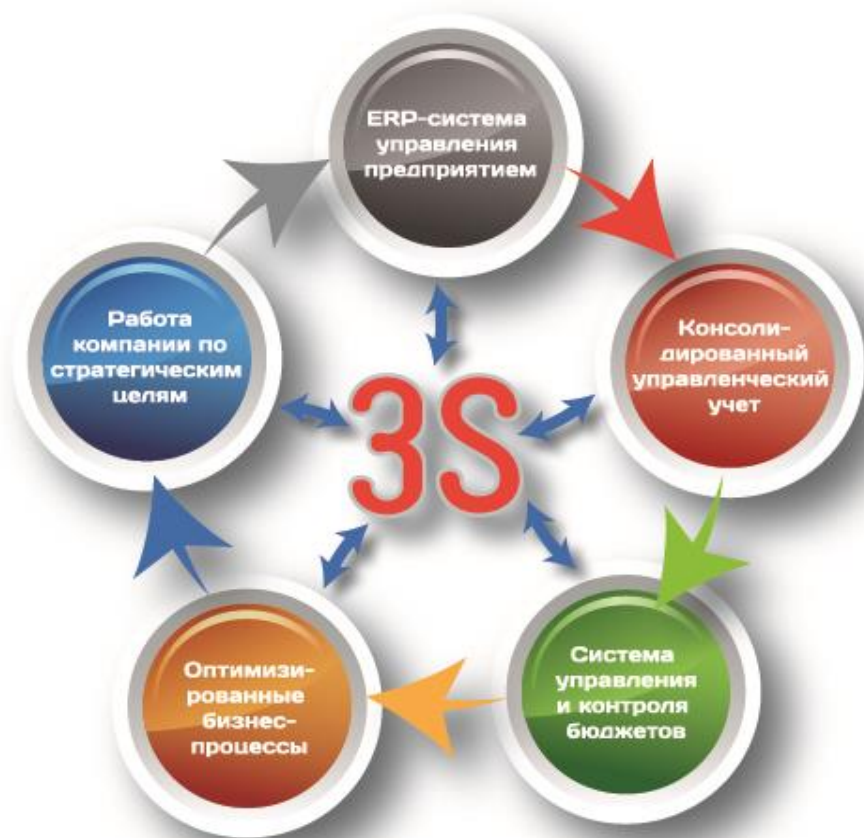 ERP-система
управления
предприятием
Консоли-
дированный
управленческий
учет
Работа
компании по
стратегическим
целям
3S
Система
управления
и контроля
бюджетов
Оптимизи-
рованные
бизнес-
процессы